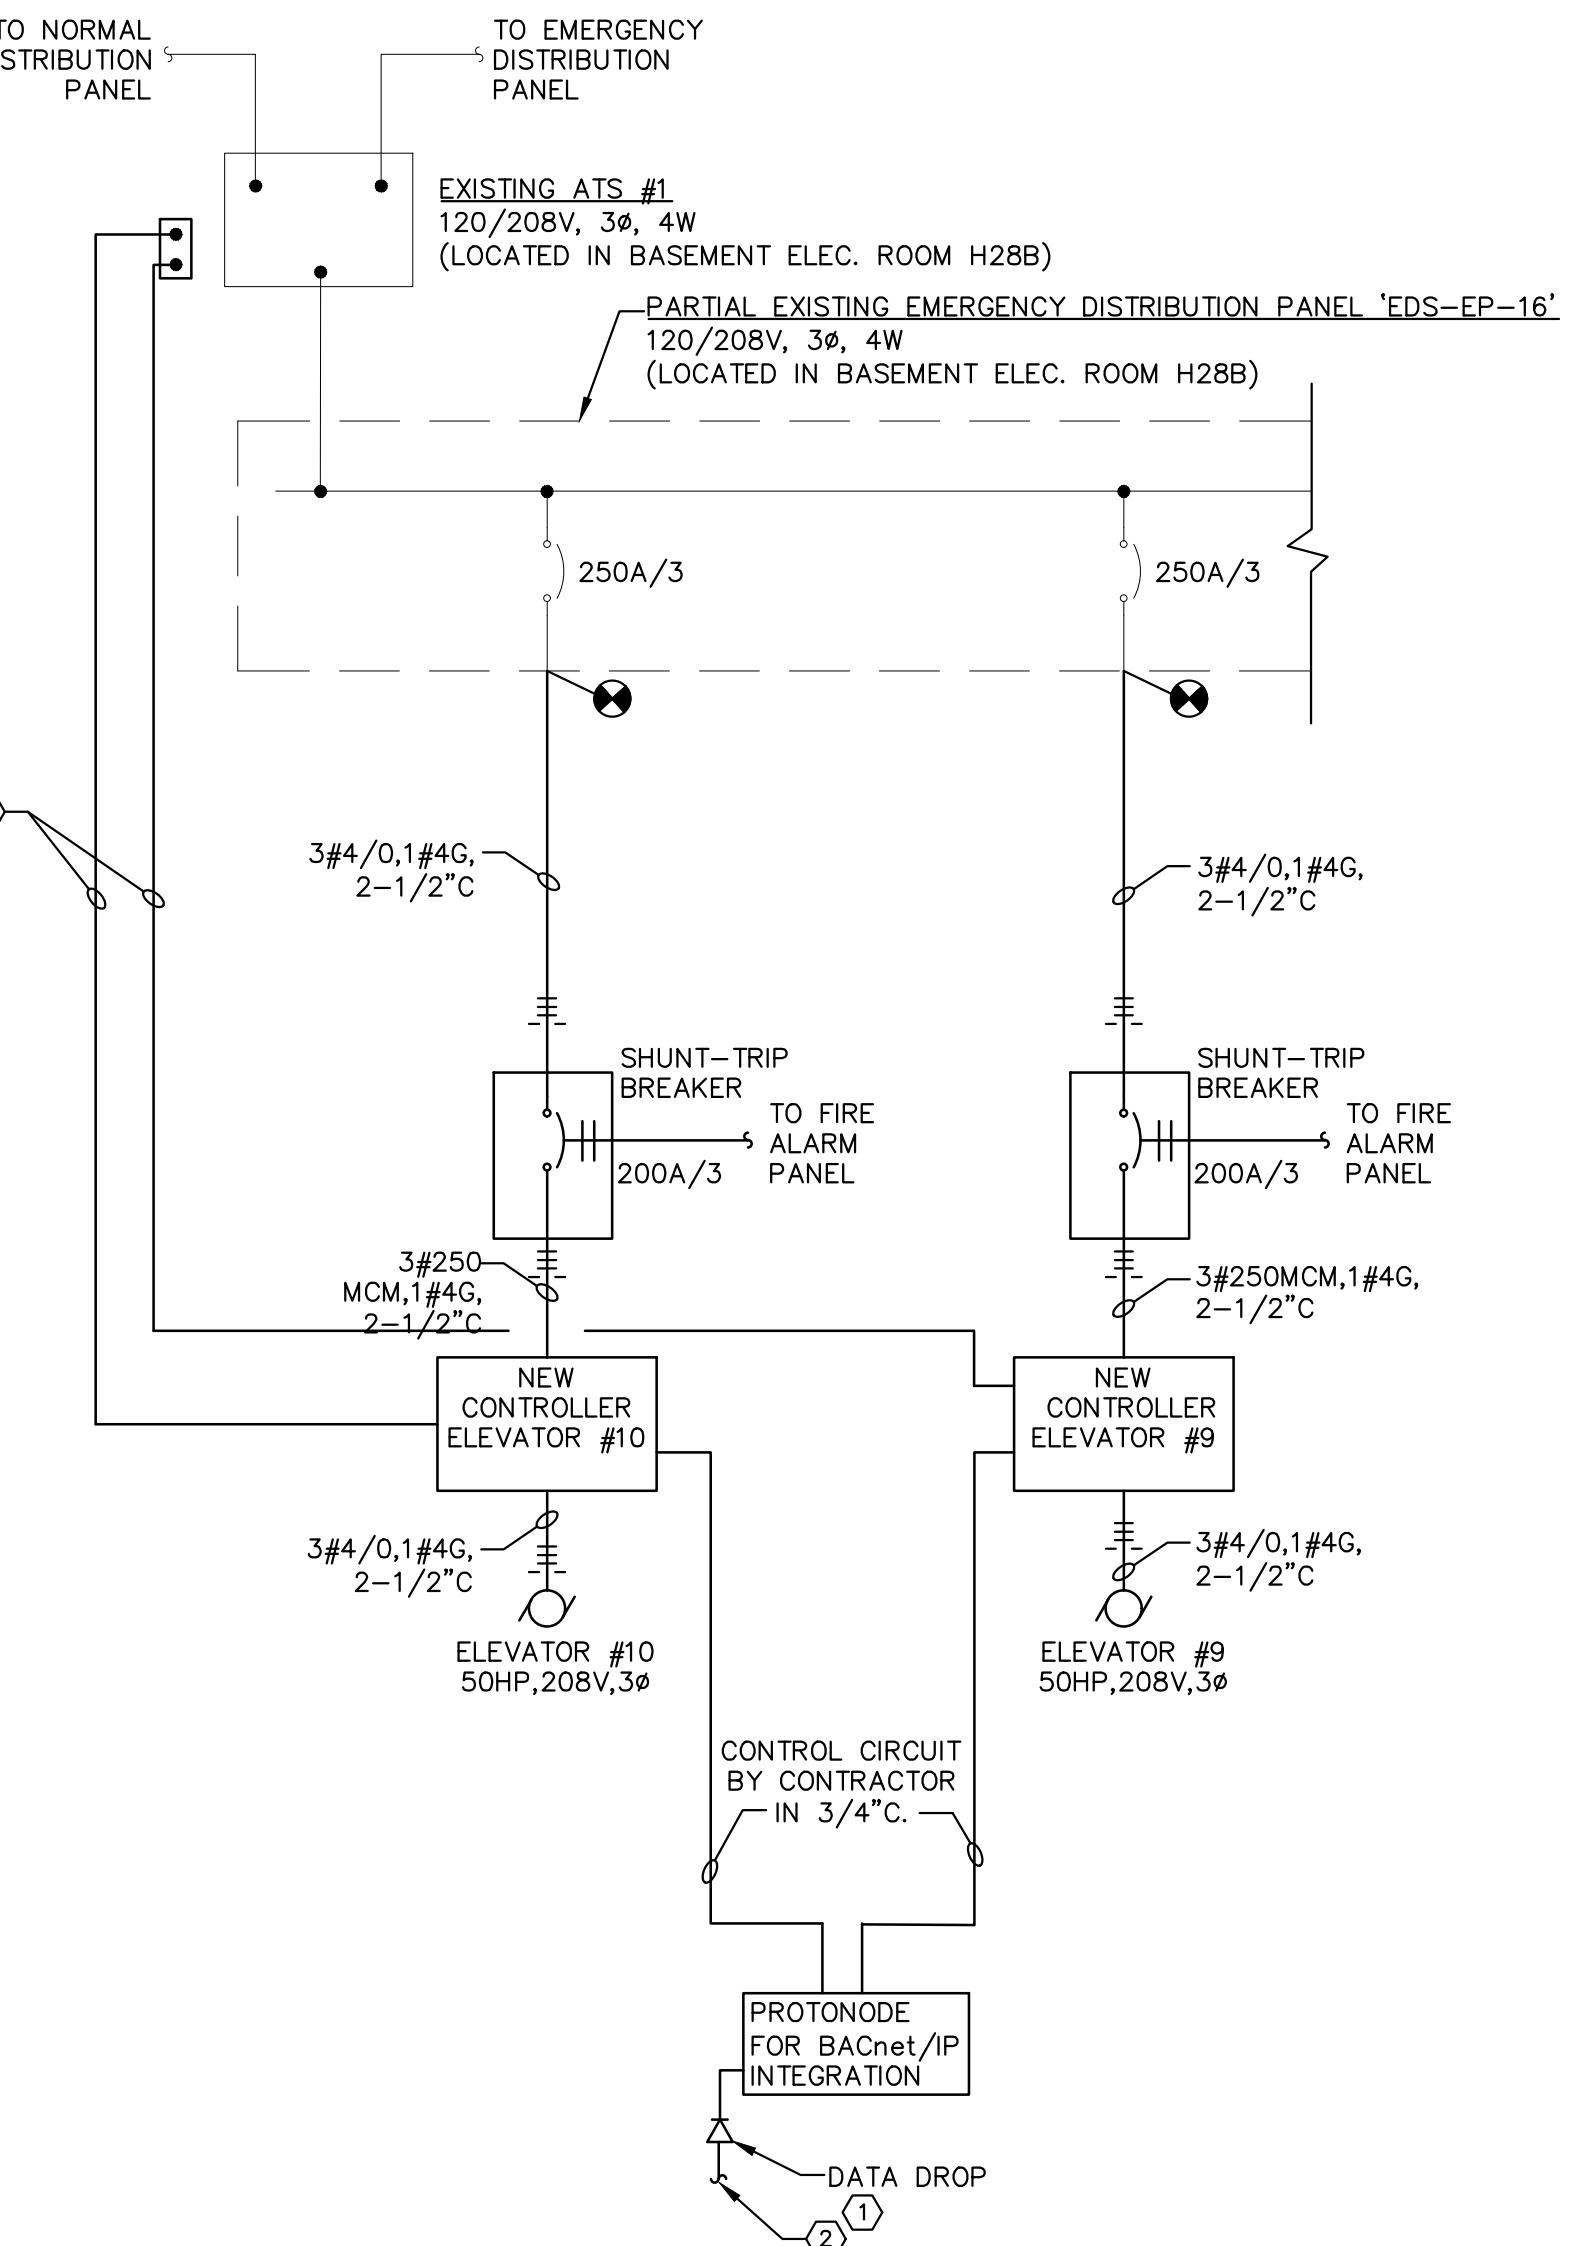 TO NORMAL
STRIBUTION
PANEL
TO EMERGENCY
DISTRIBUTION
PANEL
EXISTING ATS #1
120/208V, 3ø, 4W
(LOCATED IN BASEMENT ELEC. ROOM H28B)
PARTIAL EXISTING EMERGENCY DISTRIBUTION PANEL 'EDS-EP-16'
120/208V, 3ø, 4W
(LOCATED IN BASEMENT ELEC. ROOM H28B)
250A/3
250A/3
3#4/0,1#4G,
2-1/2"C
3#4/0,1#4G,
2-1/2"C
SHUNT-TRIP
BREAKER
TO FIRE
ALARM
PANEL
200A/3
SHUNT-TRIP
BREAKER
TO FIRE
ALARM
PANEL
200A/3
3#250
MCM,1#4G,
2-1/2"C
3#250MCM,1#4G,
2-1/2"C
NEW
CONTROLLER
ELEVATOR #10
NEW
CONTROLLER
ELEVATOR #9
3#4/0,1#4G,
2-1/2"C
3#4/0,1#4G,
2-1/2"C
ELEVATOR #10
50HP,208V,3ø
ELEVATOR #9
50HP,208V,3ø
CONTROL CIRCUIT
BY CONTRACTOR
IN 3/4"C.
PROTONODE
FOR BACnet/IP
INTEGRATION
DATA DROP
1
2